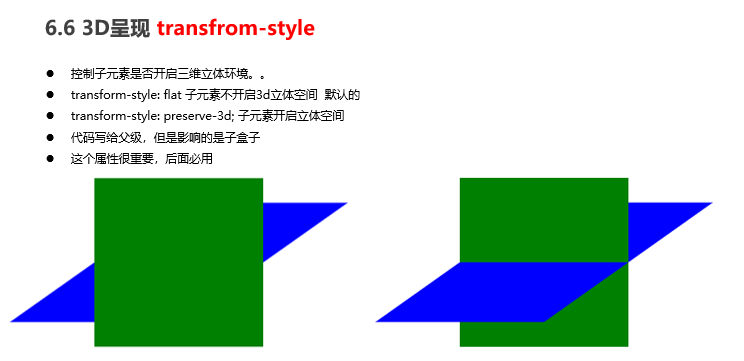 6.6 3D呈现 transfrom-style
● 控制子元素是否开启三维立体环境。。
● transform-style: flat 子元素不开启3d立体空间 默认的
● transform-style: preserve-3d; 子元素开启立体空间
● 代码写给父级，但是影响的是子盒子
● 这个属性很重要，后面必用